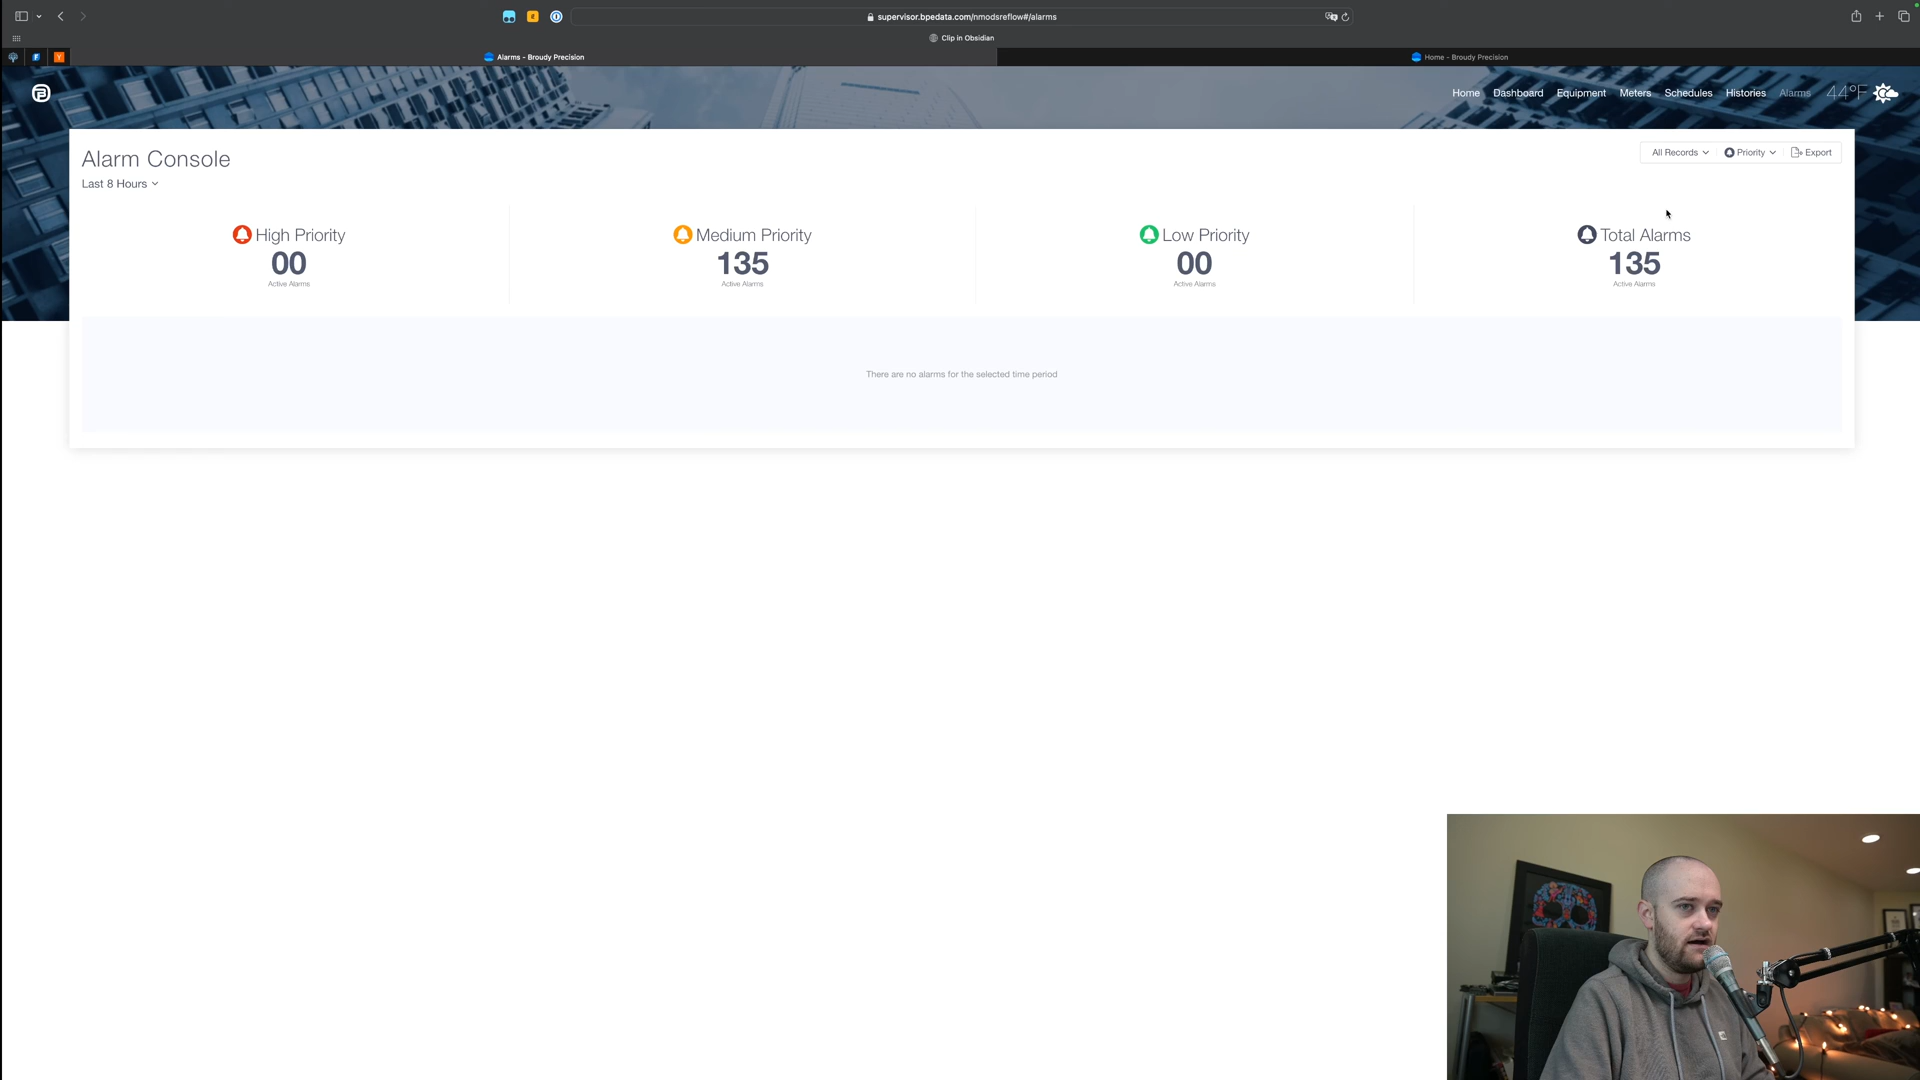 supervisor.bpedata.com/nmodsreflow#/alarms
Clip in Obsidian
Alarms - Broudy Precision
Home - Broudy Precision
Home Dashboard Equipment Meters Schedules Histories Alarms 44°F
Alarm Console
All Records Priority Export
Last 8 Hours
High Priority
00
Active Alarms
Medium Priority
135
Active Alarms
Low Priority
00
Active Alarms
Total Alarms
135
Active Alarms
There are no alarms for the selected time period